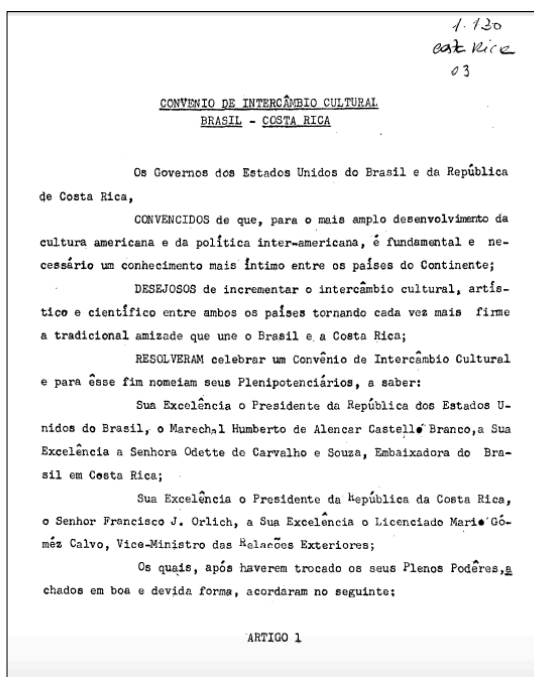 1.130
Costa Rica
03
CONVENIO DE INTERCÂMBIO CULTURAL
BRASIL - COSTA RICA
Os Governos dos Estados Unidos do Brasil e da República
de Costa Rica,
CONVENCIDOS de que, para o mais amplo desenvolvimento da
cultura americana e da política inter-americana, é fundamental e ne-
cessário um conhecimento mais íntimo entre os países do Continente;
DESEJOSOS de incrementar o intercâmbio cultural, artís-
tico e científico entre ambos os países tornando cada vez mais firme
a tradicional amizade que une o Brasil e a Costa Rica;
RESOLVERAM celebrar um Convênio de Intercâmbio Cultural
e para êsse fim nomeiam seus Plenipotenciários, a saber:
Sua Excelência o Presidente da República dos Estados U-
nidos do Brasil, o Marechal Humberto de Alencar Castello Branco,a Sua
Excelência a Senhora Odette de Carvalho e Souza, Embaixadora do Bra-
sil em Costa Rica;
Sua Excelência o Presidente da República da Costa Rica,
o Senhor Francisco J. Orlich, a Sua Excelência o Licenciado Mario Gó-
méz Calvo, Vice-Ministro das Relações Exteriores;
Os quais, após haverem trocado os seus Plenos Podêres,a
chados em boa e devida forma, acordaram no seguinte:
ARTIGO 1